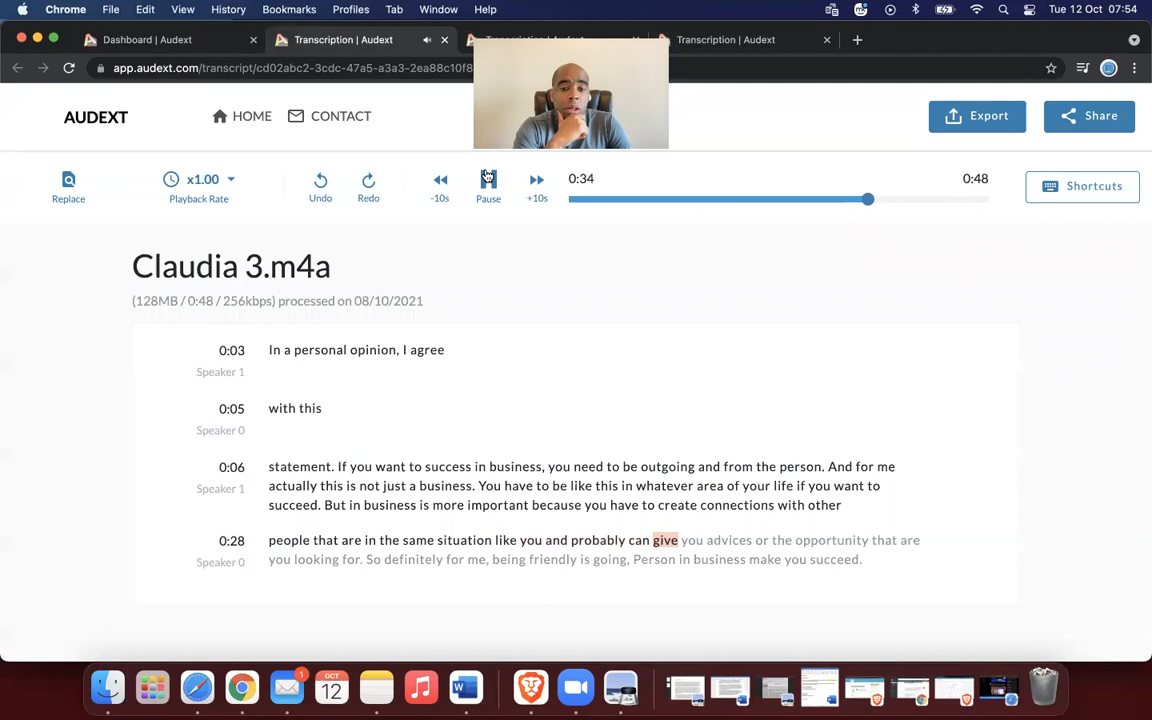 Chrome File Edit View History Bookmarks Profiles Tab Window Help Tue 12 Oct 07:54
Dashboard | Audext Transcription | Audext Transcription | Audext
app.audext.com/transcript/cd02abc2-3cdc-47a5-a3a3-2ea88c10f8
AUDEXT HOME CONTACT Export Share
Replace x1.00 Playback Rate Undo Redo -10s Pause +10s 0:34 0:48 Shortcuts
Claudia 3.m4a
(128MB / 0:48 / 256kbps) processed on 08/10/2021
0:03 In a personal opinion, I agree
Speaker 1
0:05 with this
Speaker 0
0:06 statement. If you want to success in business, you need to be outgoing and from the person. And for me
Speaker 1 actually this is not just a business. You have to be like this in whatever area of your life if you want to
succeed. But in business is more important because you have to create connections with other
0:28 people that are in the same situation like you and probably can give you advices or the opportunity that are
Speaker 0 you looking for. So definitely for me, being friendly is going, Person in business make you succeed.
OCT
12
1